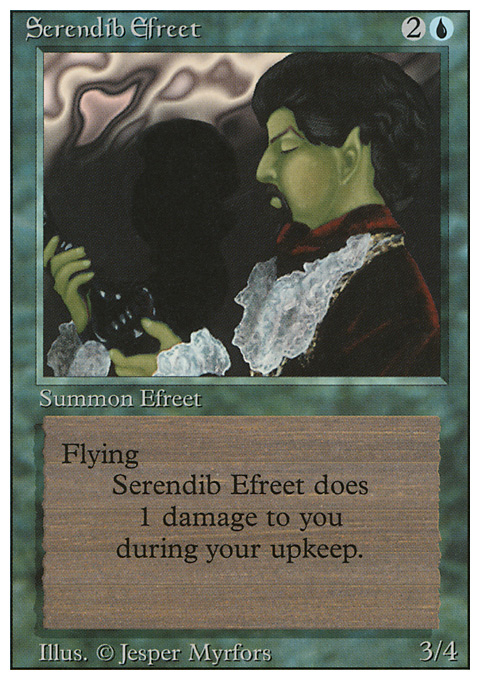 Serendib Efreet 2
Summon Efreet
Flying
Serendib Efreet does
1 damage to you
during your upkeep.
Illus. © Jesper Myrfors 3/4